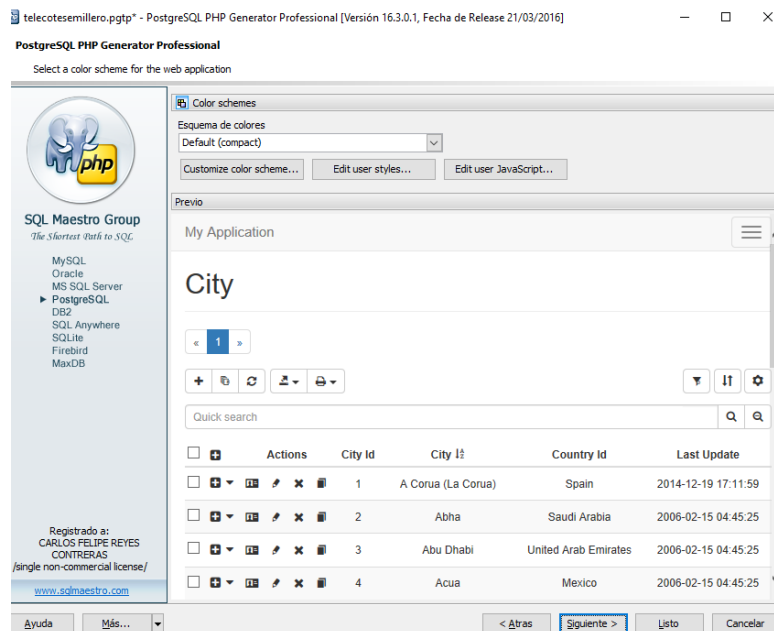 telecotesemillero.pgtp* - PostgreSQL PHP Generator Professional [Versión 16.3.0.1, Fecha de Release 21/03/2016]
PostgreSQL PHP Generator Professional
Select a color scheme for the web application
php
SQL Maestro Group
The Shortest Path to SQL
MySQL
Oracle
MS SQL Server
PostgreSQL
DB2
SQL Anywhere
SQLite
Firebird
MaxDB
Registrado a:
CARLOS FELIPE REYES
CONTRERAS
/single non-commercial license/
www.sqlmaestro.com
Color schemes
Esquema de colores
Default (compact)
Customize color scheme... Edit user styles... Edit user JavaScript...
Previo
My Application
City
« 1 »
Quick search
Actions City Id City Country Id Last Update
1 A Corua (La Corua) Spain 2014-12-19 17:11:59
2 Abha Saudi Arabia 2006-02-15 04:45:25
3 Abu Dhabi United Arab Emirates 2006-02-15 04:45:25
4 Acua Mexico 2006-02-15 04:45:25
Ayuda Más... < Atras Siguiente > Listo Cancelar